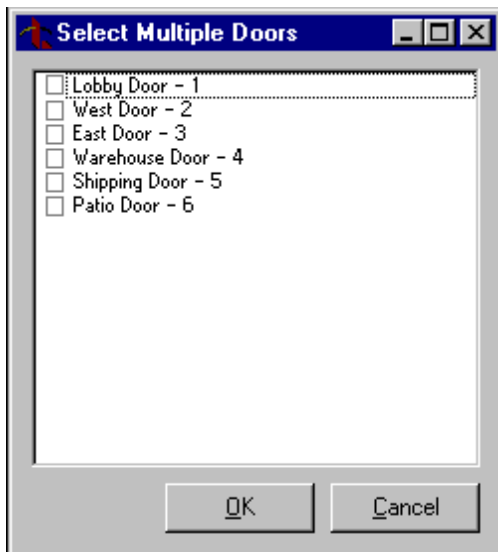 Select Multiple Doors
Lobby Door - 1
West Door - 2
East Door - 3
Warehouse Door - 4
Shipping Door - 5
Patio Door - 6
OK
Cancel